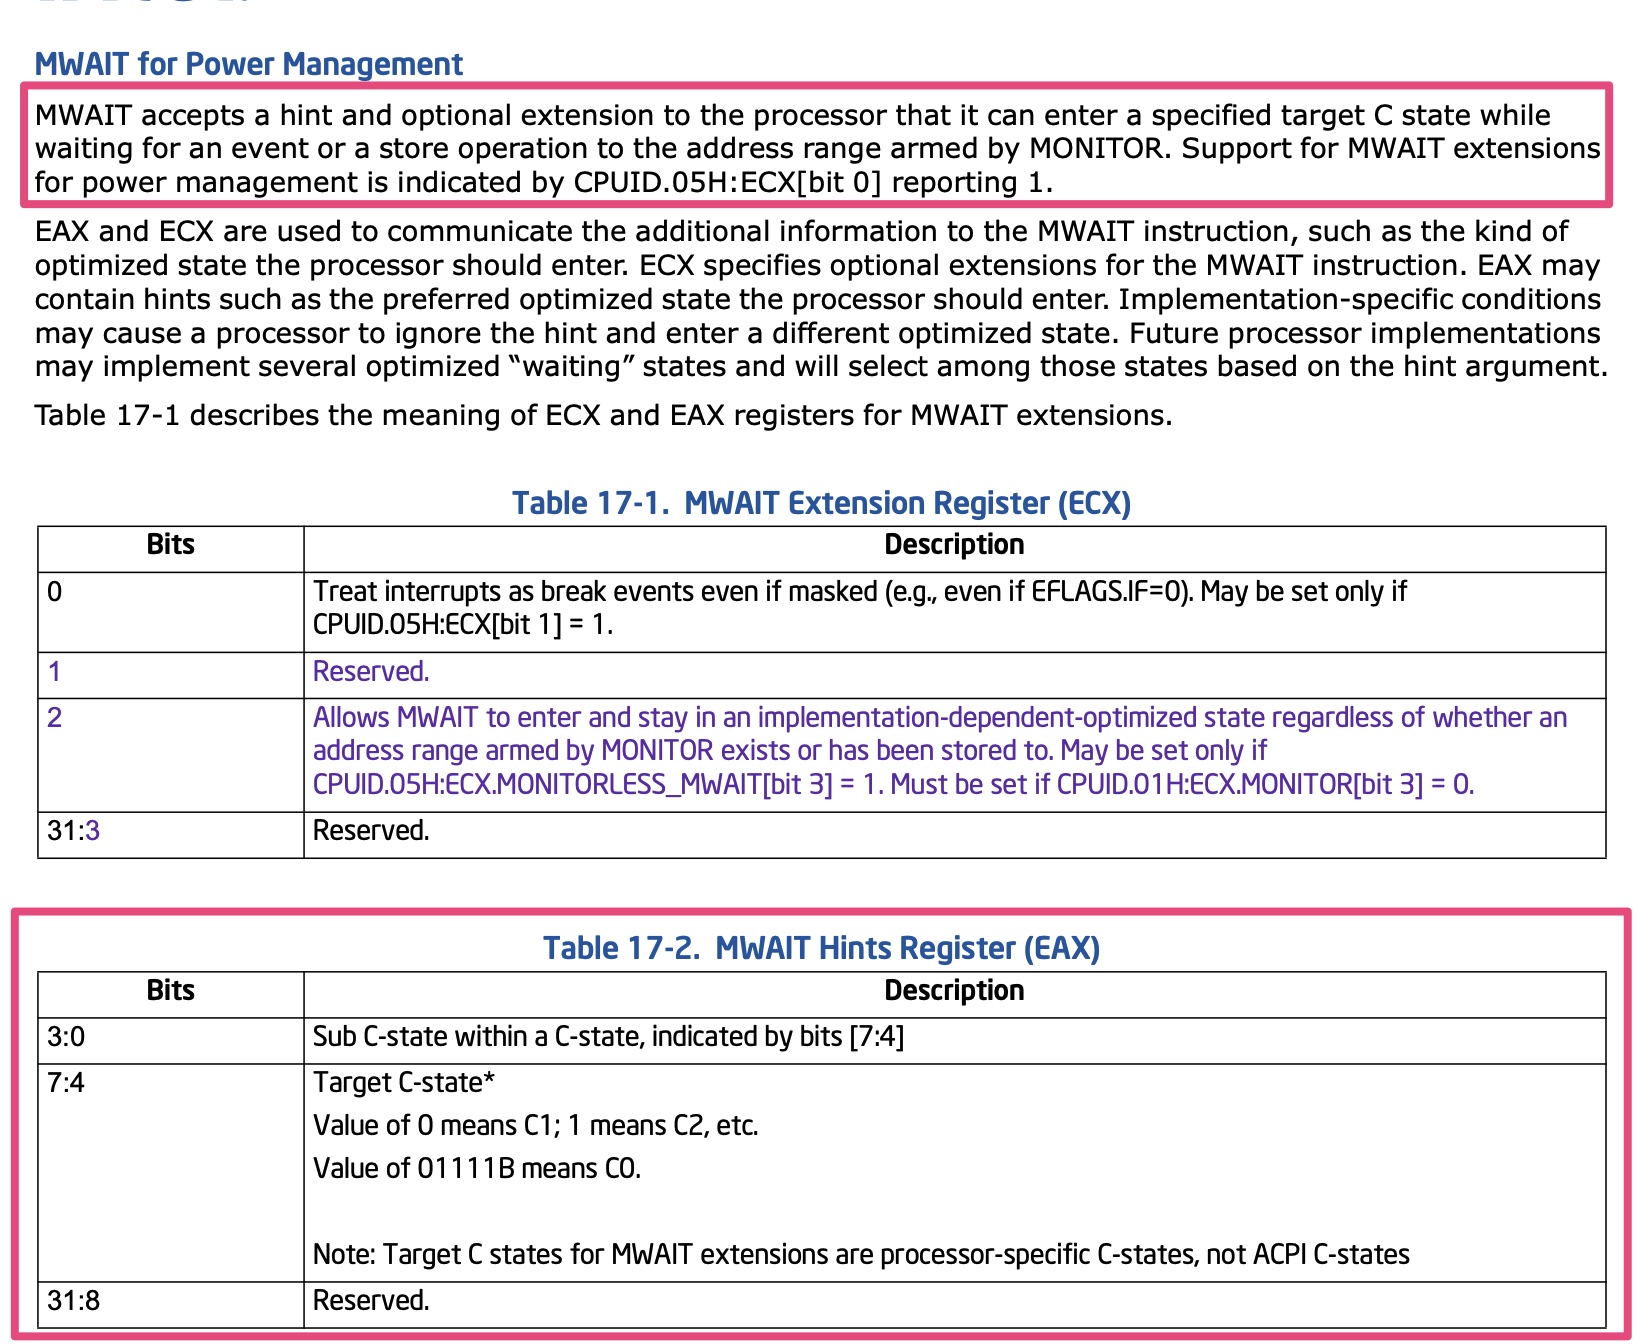 MWAIT for Power Management
MWAIT accepts a hint and optional extension to the processor that it can enter a specified target C state while
waiting for an event or a store operation to the address range armed by MONITOR. Support for MWAIT extensions
for power management is indicated by CPUID.05H:ECX[bit 0] reporting 1.
EAX and ECX are used to communicate the additional information to the MWAIT instruction, such as the kind of
optimized state the processor should enter. ECX specifies optional extensions for the MWAIT instruction. EAX may
contain hints such as the preferred optimized state the processor should enter. Implementation-specific conditions
may cause a processor to ignore the hint and enter a different optimized state. Future processor implementations
may implement several optimized “waiting” states and will select among those states based on the hint argument.
Table 17-1 describes the meaning of ECX and EAX registers for MWAIT extensions.
Table 17-1. MWAIT Extension Register (ECX)
Bits Description
0 Treat interrupts as break events even if masked (e.g., even if EFLAGS.IF=0). May be set only if
CPUID.05H:ECX[bit 1] = 1.
1 Reserved.
2 Allows MWAIT to enter and stay in an implementation-dependent-optimized state regardless of whether an
address range armed by MONITOR exists or has been stored to. May be set only if
CPUID.05H:ECX.MONITORLESS_MWAIT[bit 3] = 1. Must be set if CPUID.01H:ECX.MONITOR[bit 3] = 0.
31:3 Reserved.
Table 17-2. MWAIT Hints Register (EAX)
Bits Description
3:0 Sub C-state within a C-state, indicated by bits [7:4]
7:4 Target C-state*
Value of 0 means C1; 1 means C2, etc.
Value of 01111B means C0.
Note: Target C states for MWAIT extensions are processor-specific C-states, not ACPI C-states
31:8 Reserved.